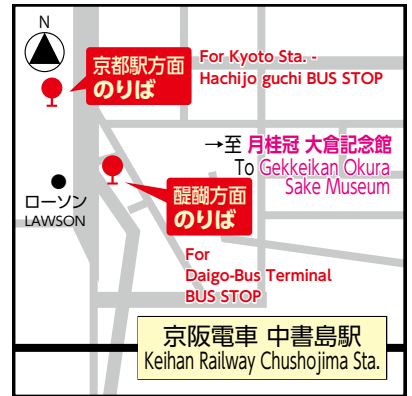 N
京都駅方面
のりば
For Kyoto Sta. -
Hachijo guchi BUS STOP
→至 月桂冠 大倉記念館
To Gekkeikan Okura
Sake Museum
ローソン
LAWSON
醍醐方面
のりば
For
Daigo-Bus Terminal
BUS STOP
京阪電車 中書島駅
Keihan Railway Chushojima Sta.